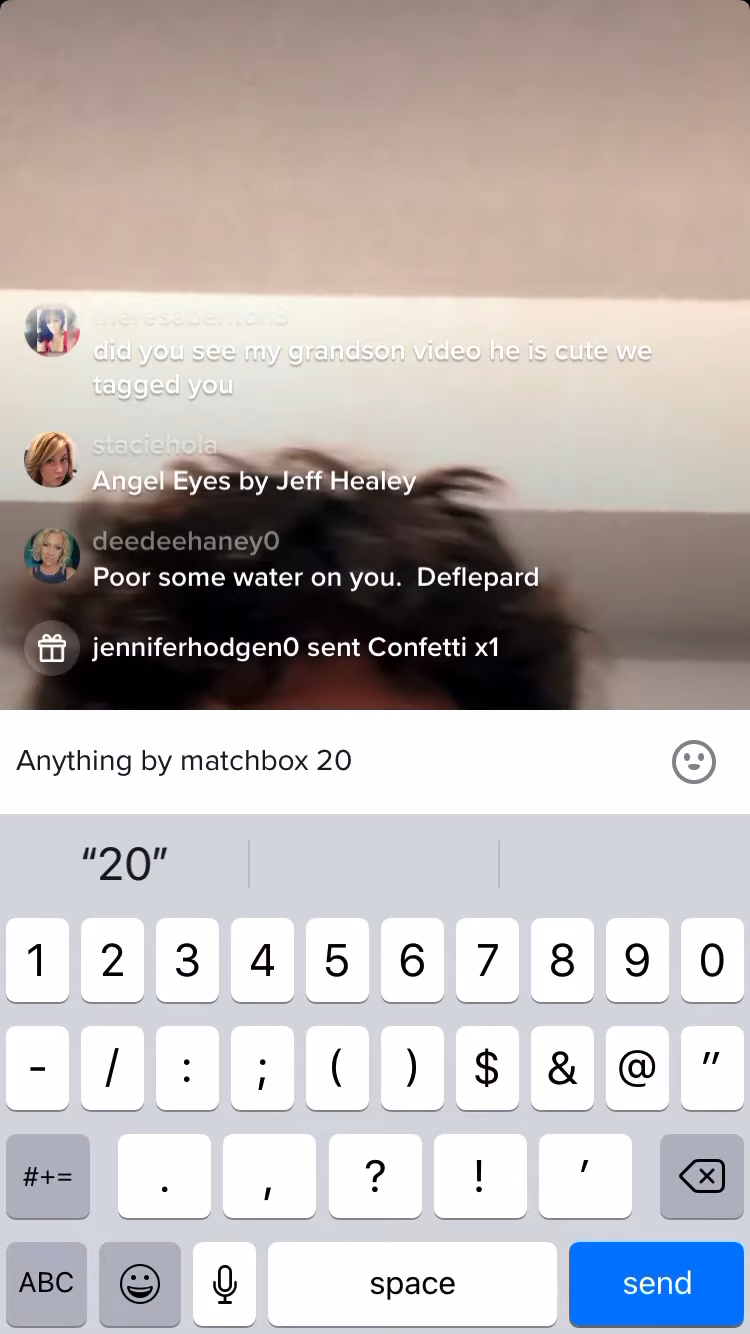 did you see my grandson video he is cute we
tagged you
staciehola
Angel Eyes by Jeff Healey
deedeehaney0
Poor some water on you.  Deflepard
jenniferhodgen0 sent Confetti x1
Anything by matchbox 20
“20”
1 2 3 4 5 6 7 8 9 0
- / : ; ( ) $ & @ "
#+= . , ? ! '
ABC space send